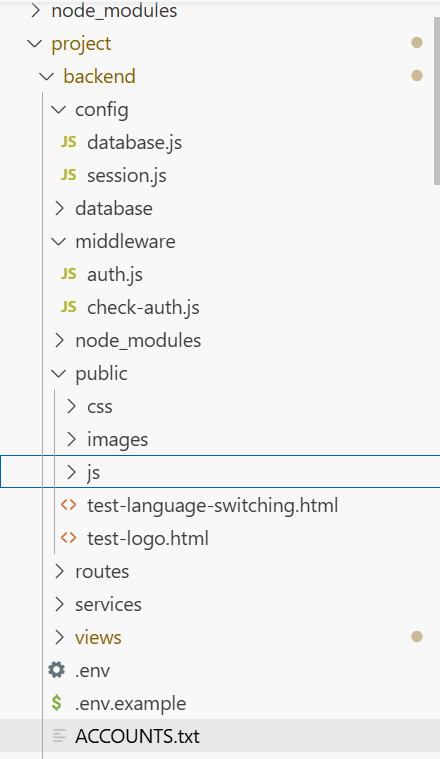 node_modules
project
backend
config
JS database.js
JS session.js
database
middleware
JS auth.js
JS check-auth.js
node_modules
public
css
images
js
<> test-language-switching.html
<> test-logo.html
routes
services
views
.env
$ .env.example
ACCOUNTS.txt